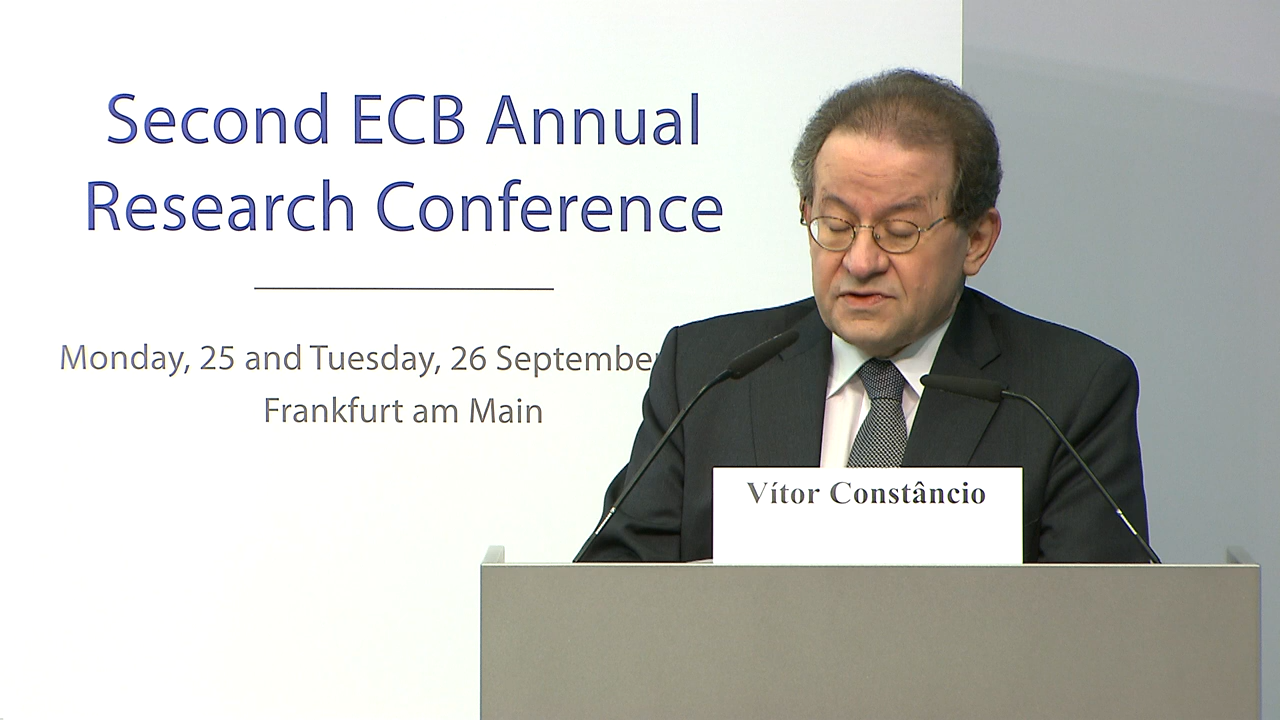 Second ECB Annual
Research Conference
Monday, 25 and Tuesday, 26 Septembe
Frankfurt am Main
Vítor Constâncio